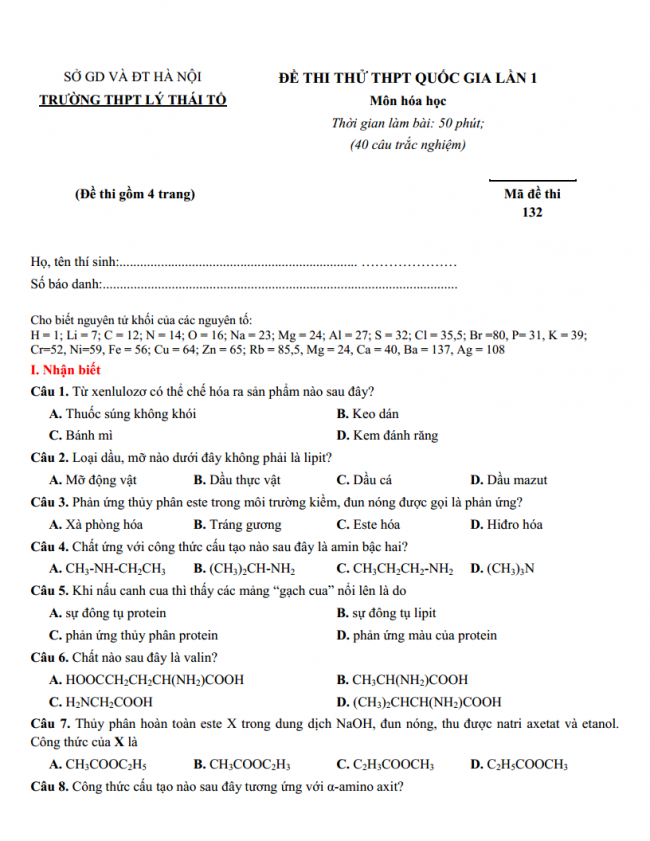 SỞ GD VÀ ĐT HÀ NỘI
TRƯỜNG THPT LÝ THÁI TỔ
ĐỀ THI THỬ THPT QUỐC GIA LẦN 1
Môn hóa học
Thời gian làm bài: 50 phút;
(40 câu trắc nghiệm)
(Đề thi gồm 4 trang)
Mã đề thi
132
Họ, tên thí sinh:..................................................................... …………………
Số báo danh:.......................................................................................................
Cho biết nguyên tử khối của các nguyên tố:
H = 1; Li = 7; C = 12; N = 14; O = 16; Na = 23; Mg = 24; Al = 27; S = 32; Cl = 35,5; Br =80, P= 31, K = 39;
Cr=52, Ni=59, Fe = 56; Cu = 64; Zn = 65; Rb = 85,5, Mg = 24, Ca = 40, Ba = 137, Ag = 108
I. Nhận biết
Câu 1. Từ xenlulozơ có thể chế hóa ra sản phẩm nào sau đây?
A. Thuốc súng không khói B. Keo dán
C. Bánh mì D. Kem đánh răng
Câu 2. Loại dầu, mỡ nào dưới đây không phải là lipit?
A. Mỡ động vật B. Dầu thực vật C. Dầu cá D. Dầu mazut
Câu 3. Phản ứng thủy phân este trong môi trường kiềm, đun nóng được gọi là phản ứng?
A. Xà phòng hóa B. Tráng gương C. Este hóa D. Hiđro hóa
Câu 4. Chất ứng với công thức cấu tạo nào sau đây là amin bậc hai?
A. CH₃-NH-CH₂CH₃ B. (CH₃)₂CH-NH₂ C. CH₃CH₂CH₂-NH₂ D. (CH₃)₃N
Câu 5. Khi nấu canh cua thì thấy các mảng “gạch cua” nổi lên là do
A. sự đông tụ protein B. sự đông tụ lipit
C. phản ứng thủy phân protein D. phản ứng màu của protein
Câu 6. Chất nào sau đây là valin?
A. HOOCCH₂CH₂CH(NH₂)COOH B. CH₃CH(NH₂)COOH
C. H₂NCH₂COOH D. (CH₃)₂CHCH(NH₂)COOH
Câu 7. Thủy phân hoàn toàn este X trong dung dịch NaOH, đun nóng, thu được natri axetat và etanol.
Công thức của X là
A. CH₃COOC₂H₅ B. CH₃COOC₂H₃ C. C₂H₃COOCH₃ D. C₂H₅COOCH₃
Câu 8. Công thức cấu tạo nào sau đây tương ứng với α-amino axit?